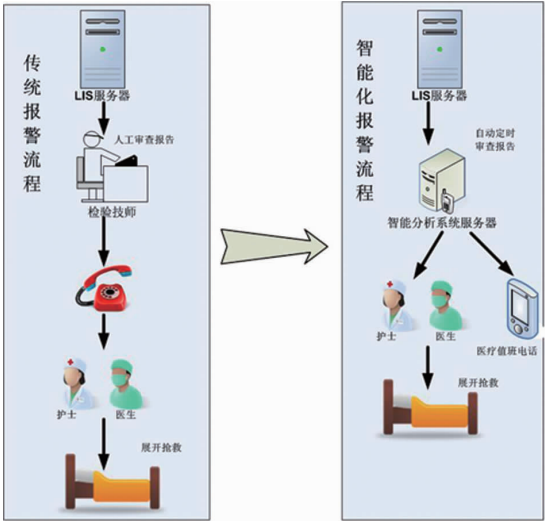 传统报警流程
LIS服务器
人工审查报告
检验技师
护士
医生
展开抢救
智能化报警流程
LIS服务器
自动定时
审查报告
智能分析系统服务器
护士
医生
医疗值班电话
展开抢救